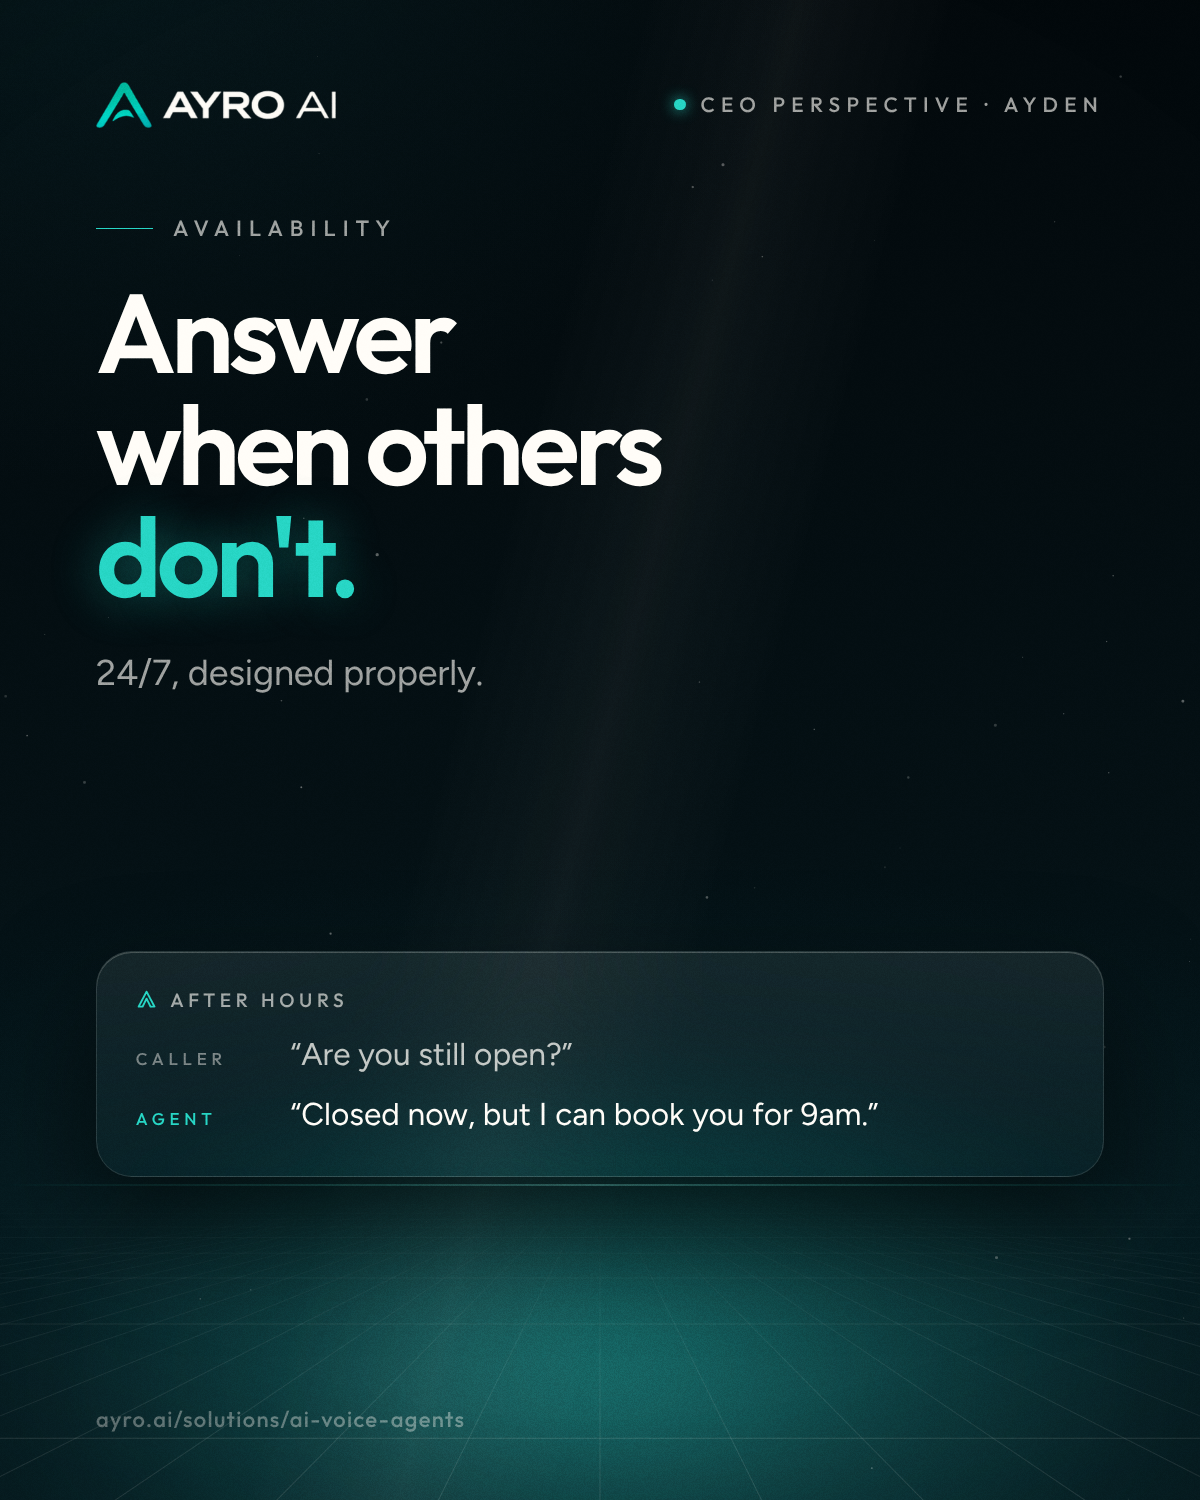 AYRO AI
CEO PERSPECTIVE · AYDEN
AVAILABILITY
Answer
when others
don't.
24/7, designed properly.
AFTER HOURS
CALLER “Are you still open?”
AGENT “Closed now, but I can book you for 9am.”
ayro.ai/solutions/ai-voice-agents